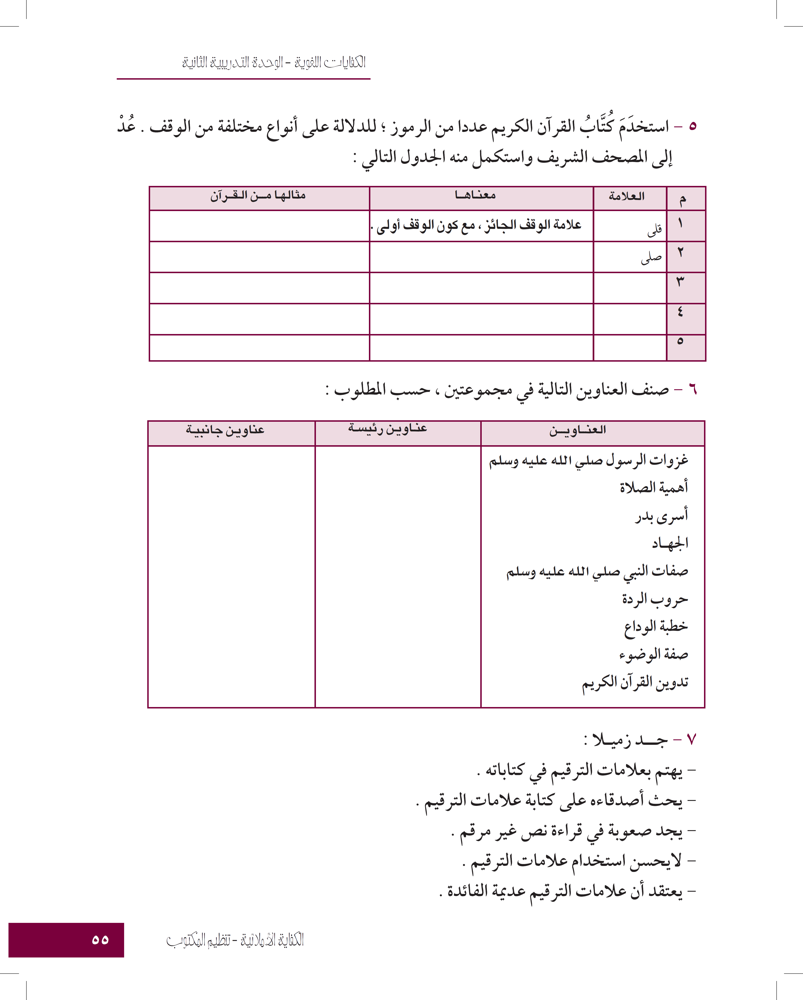 الكفايات اللغوية - الوحدة التدريبية الثانية
٥ - استخدَمَ كُتَّابُ القرآن الكريم عددا من الرموز ؛ للدلالة على أنواع مختلفة من الوقف . عُدْ
إلى المصحف الشريف واستكمل منه الجدول التالي :
م العلامة معناها مثالها من القرآن
١ قلى علامة الوقف الجائز ، مع كون الوقف أولى .
٢ صلى
٣
٤
٥
٦ - صنف العناوين التالية في مجموعتين ، حسب المطلوب :
العناوين عناوين رئيسة عناوين جانبية
غزوات الرسول صلي الله عليه وسلم
أهمية الصلاة
أسرى بدر
الجهاد
صفات النبي صلي الله عليه وسلم
حروب الردة
خطبة الوداع
صفة الوضوء
تدوين القرآن الكريم
٧ - جد زميلا :
- يهتم بعلامات الترقيم في كتاباته .
- يحث أصدقاءه على كتابة علامات الترقيم .
- يجد صعوبة في قراءة نص غير مرقم .
- لايحسن استخدام علامات الترقيم .
- يعتقد أن علامات الترقيم عديمة الفائدة .
الكفاية الأملائية - تنظيم المكتوب
٥٥